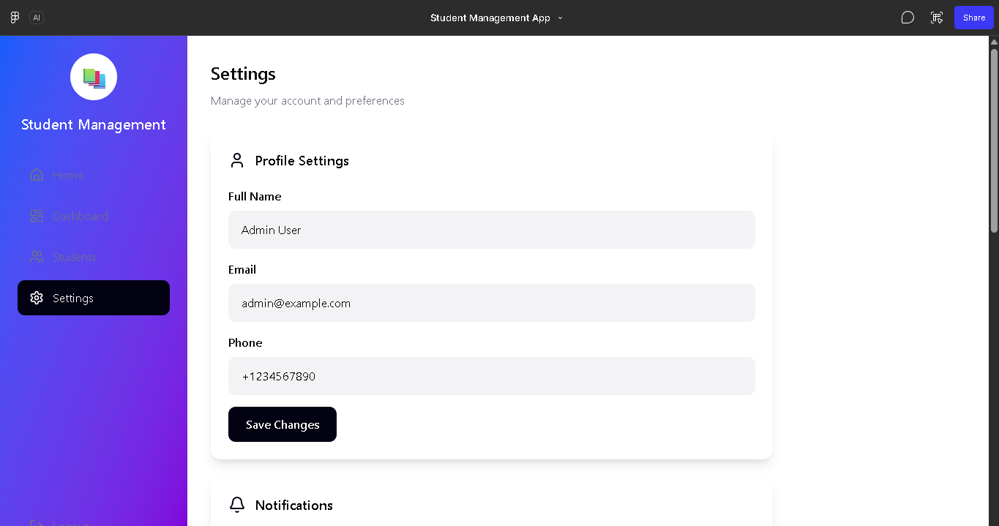 AI
Student Management App
Share
Student Management
Home
Dashboard
Students
Settings
Logout
Settings
Manage your account and preferences
Profile Settings
Full Name
Admin User
Email
admin@example.com
Phone
+1234567890
Save Changes
Notifications